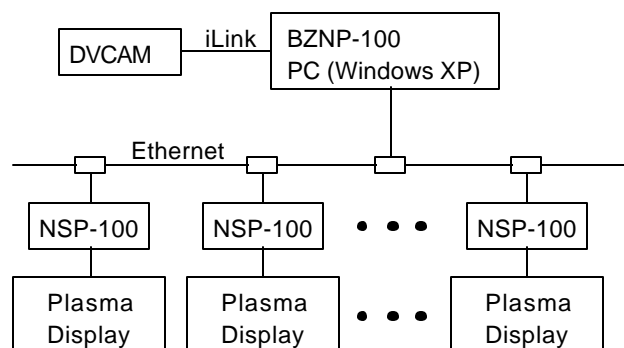 DVCAM
iLink
BZNP-100
PC (Windows XP)
Ethernet
NSP-100
NSP-100
NSP-100
Plasma
Display
Plasma
Display
Plasma
Display